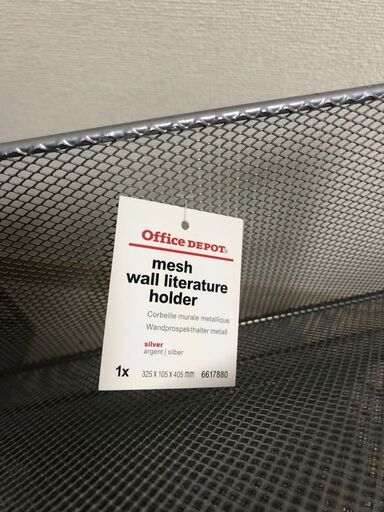 Office DEPOT®
mesh
wall literature
holder
Corbeille murale metallique
Wandprospekthalter metall
silver
argent | silber
1x 325 x 105 x 405 mm 6617880